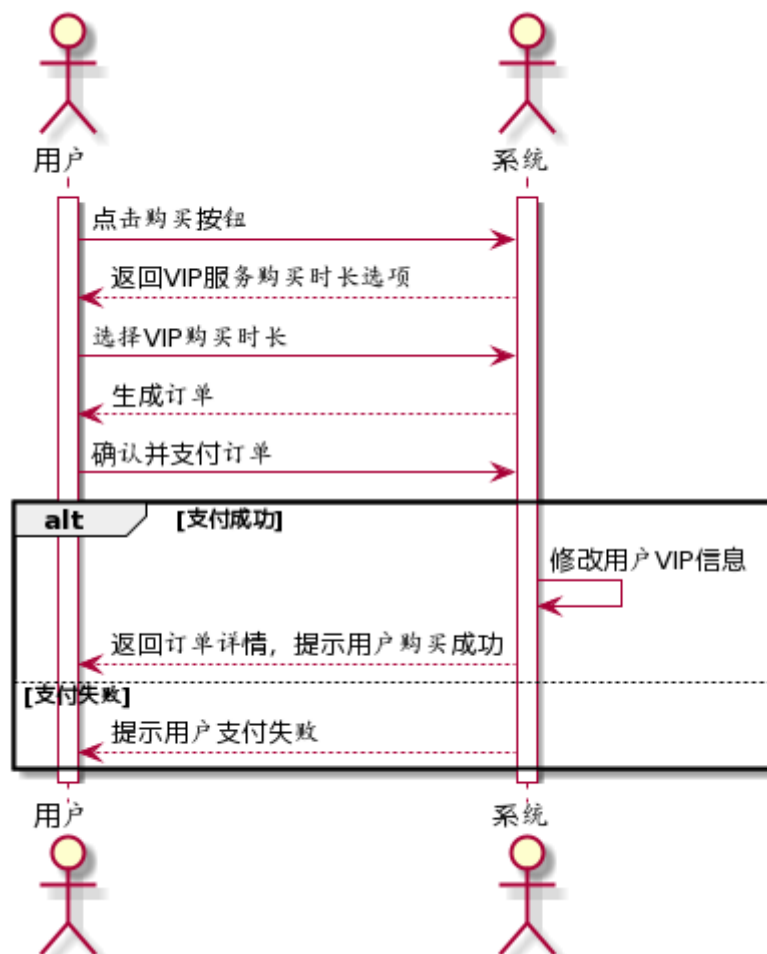 用户 系统
点击购买按钮
返回VIP服务购买时长选项
选择VIP购买时长
生成订单
确认并支付订单
alt [支付成功]
修改用户VIP信息
返回订单详情，提示用户购买成功
[支付失败]
提示用户支付失败
用户 系统